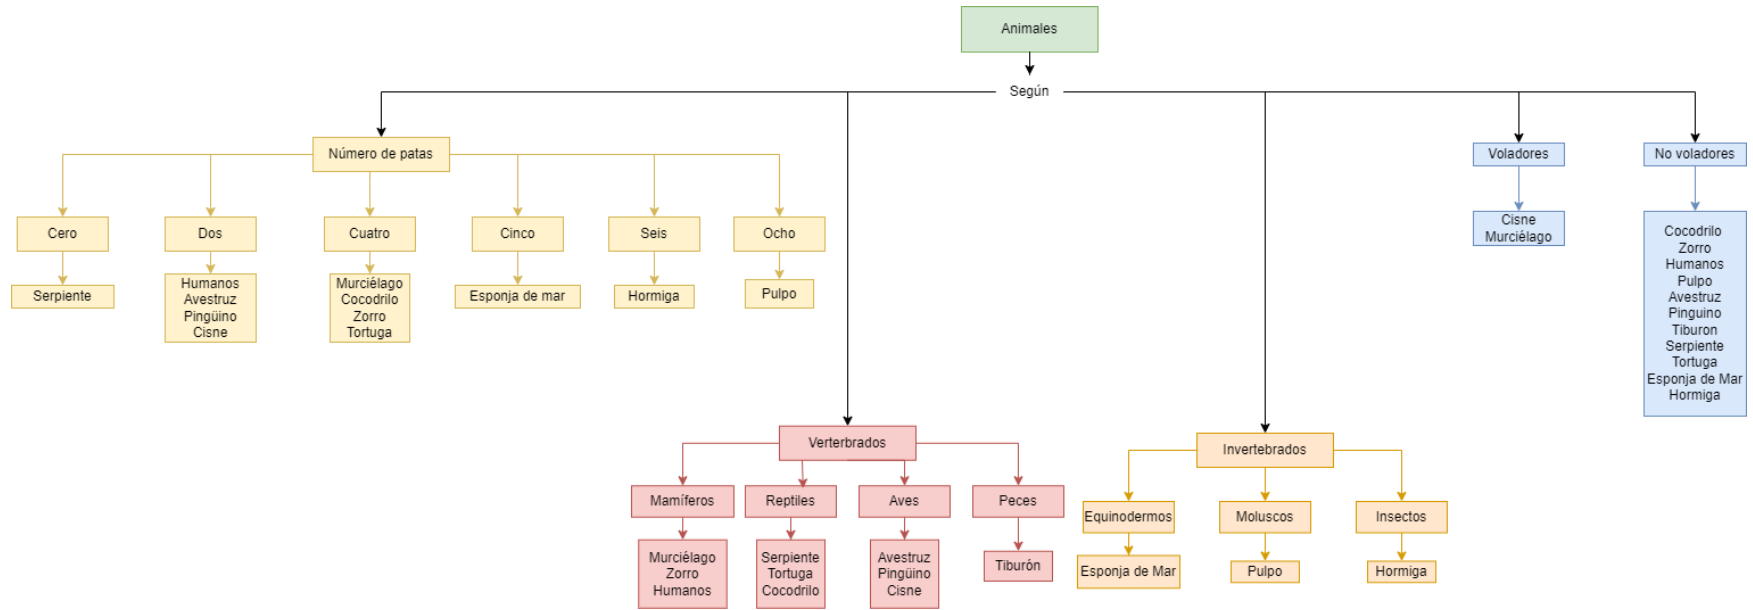 Animales
Según
Número de patas
Voladores
No voladores
Cero
Dos
Cuatro
Cinco
Seis
Ocho
Serpiente
Humanos
Avestruz
Pingüino
Cisne
Murciélago
Cocodrilo
Zorro
Tortuga
Esponja de mar
Hormiga
Pulpo
Cisne
Murciélago
Cocodrilo
Zorro
Humanos
Pulpo
Avestruz
Pinguino
Tiburon
Serpiente
Tortuga
Esponja de Mar
Hormiga
Verterbrados
Invertebrados
Mamíferos
Reptiles
Aves
Peces
Equinodermos
Moluscos
Insectos
Murciélago
Zorro
Humanos
Serpiente
Tortuga
Cocodrilo
Avestruz
Pingüino
Cisne
Tiburón
Esponja de Mar
Pulpo
Hormiga